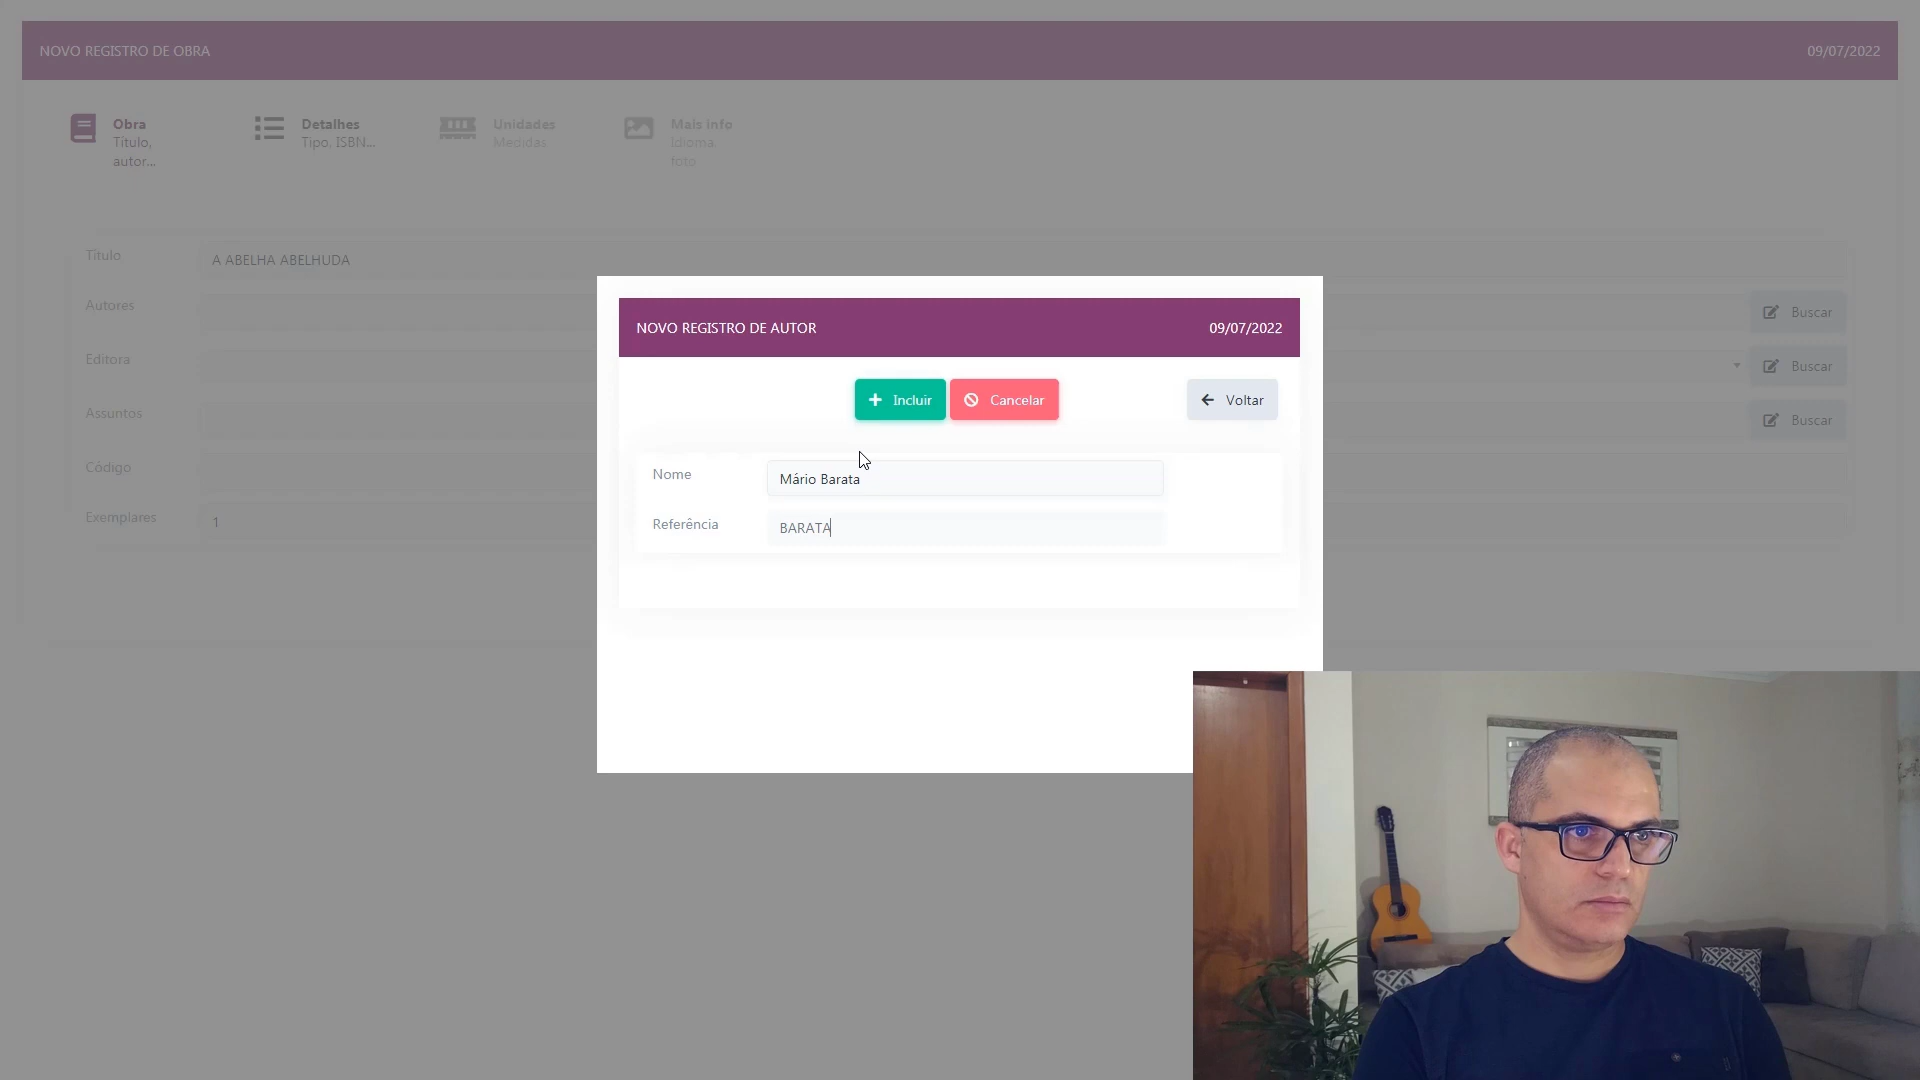 NOVO REGISTRO DE OBRA
09/07/2022
Obra
Título,
autor...
Detalhes
Tipo, ISBN...
Unidades
Medidas
Mais info
Idioma,
foto
Título
A ABELHA ABELHUDA
Autores
Buscar
Editora
Buscar
Assuntos
Buscar
Código
Exemplares
1
NOVO REGISTRO DE AUTOR
09/07/2022
Incluir
Cancelar
Voltar
Nome
Mário Barata
Referência
BARATA